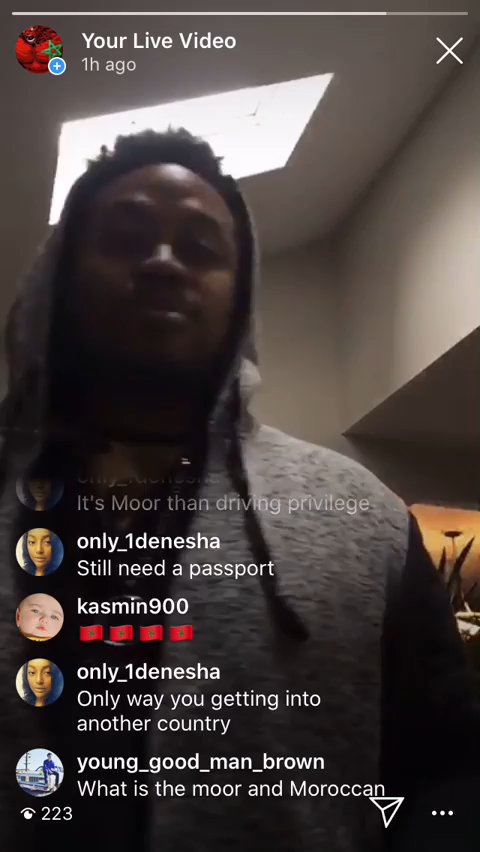 Your Live Video
1h ago
only_1denesha
It's Moor than driving privilege
only_1denesha
Still need a passport
kasmin900
🇲🇦 🇲🇦 🇲🇦 🇲🇦
only_1denesha
Only way you getting into
another country
young_good_man_brown
What is the moor and Moroccan
223